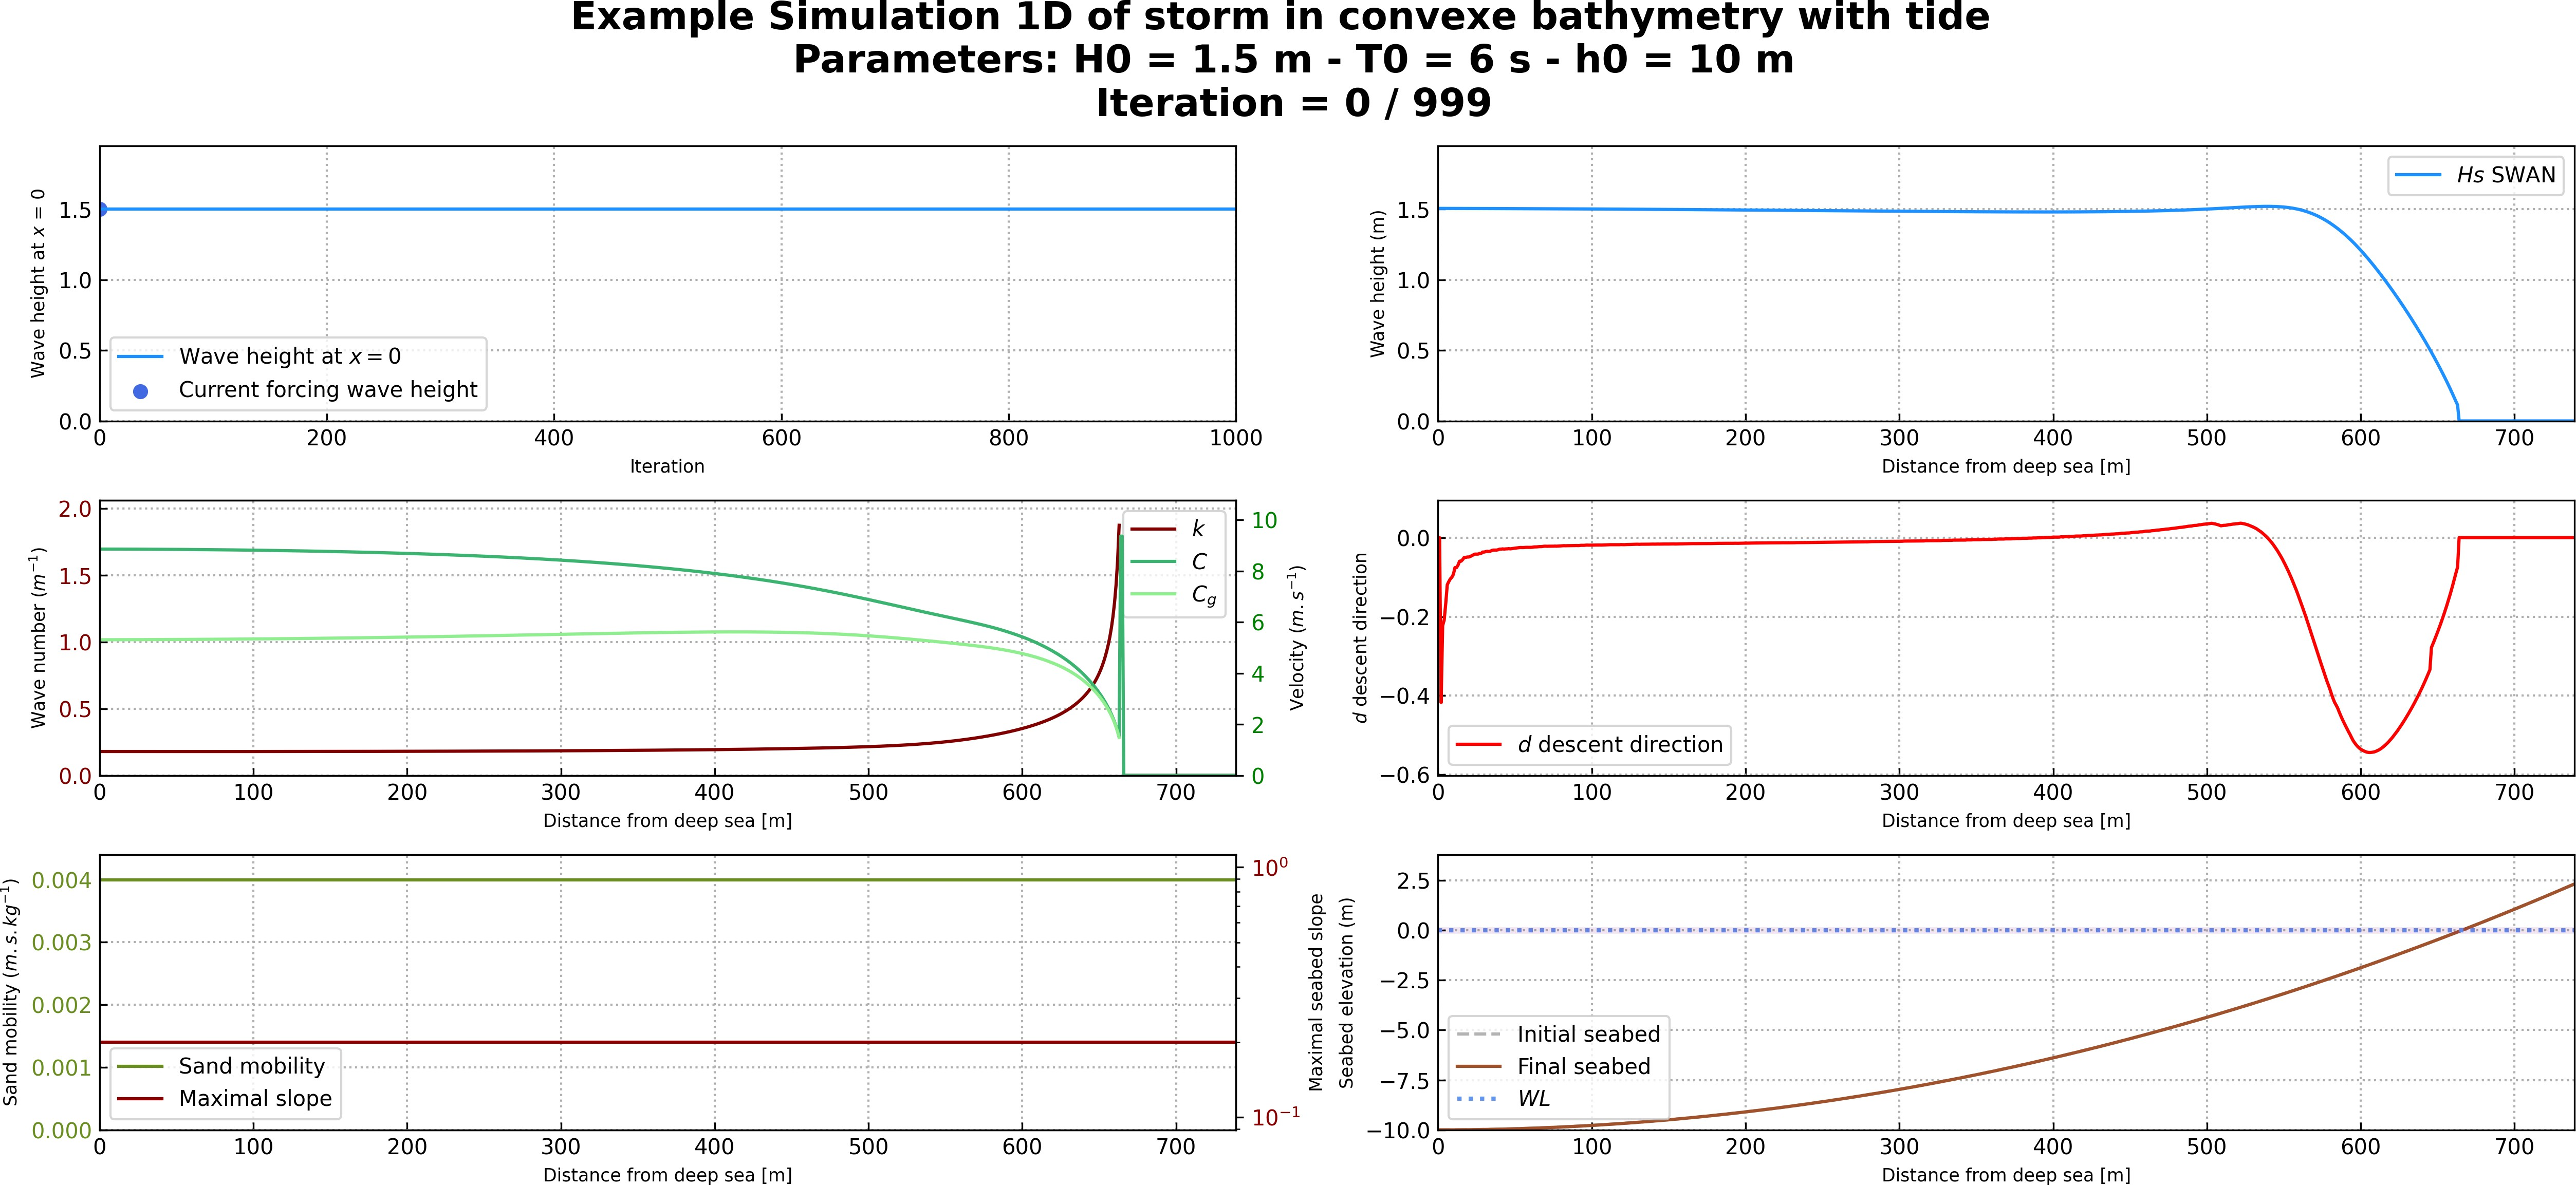 Example Simulation 1D of storm in convexe bathymetry with tide
Parameters: H0 = 1.5 m - T0 = 6 s - h0 = 10 m
Iteration = 0 / 999
Wave height at x = 0
1.5
1.0
0.5
0.0
Wave height at x = 0
Current forcing wave height
0 200 400 600 800 1000
Iteration
Wave height (m)
1.5
1.0
0.5
0.0
Hs SWAN
0 100 200 300 400 500 600 700
Distance from deep sea [m]
Wave number (m⁻¹)
2.0
1.5
1.0
0.5
0.0
k
C
C_g
10
8
6
4
2
0
Velocity (m.s⁻¹)
0 100 200 300 400 500 600 700
Distance from deep sea [m]
d descent direction
0.0
−0.2
−0.4
−0.6
d descent direction
0 100 200 300 400 500 600 700
Distance from deep sea [m]
Sand mobility (m.s.kg⁻¹)
0.004
0.003
0.002
0.001
0.000
Sand mobility
Maximal slope
10⁰
10⁻¹
Maximal seabed slope
0 100 200 300 400 500 600 700
Distance from deep sea [m]
Seabed elevation (m)
2.5
0.0
−2.5
−5.0
−7.5
−10.0
Initial seabed
Final seabed
WL
0 100 200 300 400 500 600 700
Distance from deep sea [m]